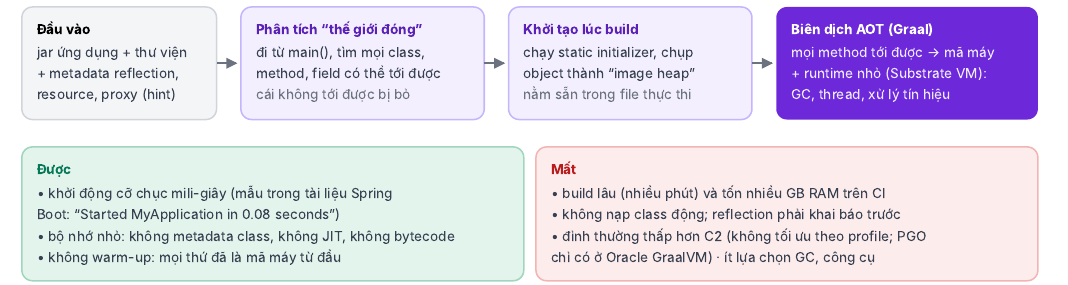 Đầu vào
jar ứng dụng + thư viện
+ metadata reflection,
resource, proxy (hint)
Phân tích “thế giới đóng”
đi từ main(), tìm mọi class,
method, field có thể tới được
cái không tới được bị bỏ
Khởi tạo lúc build
chạy static initializer, chụp
object thành “image heap”
nằm sẵn trong file thực thi
Biên dịch AOT (Graal)
mọi method tới được → mã máy
+ runtime nhỏ (Substrate VM):
GC, thread, xử lý tín hiệu
Được
• khởi động cỡ chục mili-giây (mẫu trong tài liệu Spring
Boot: “Started MyApplication in 0.08 seconds”)
• bộ nhớ nhỏ: không metadata class, không JIT, không bytecode
• không warm-up: mọi thứ đã là mã máy từ đầu
Mất
• build lâu (nhiều phút) và tốn nhiều GB RAM trên CI
• không nạp class động; reflection phải khai báo trước
• đỉnh thường thấp hơn C2 (không tối ưu theo profile; PGO
chỉ có ở Oracle GraalVM) · ít lựa chọn GC, công cụ